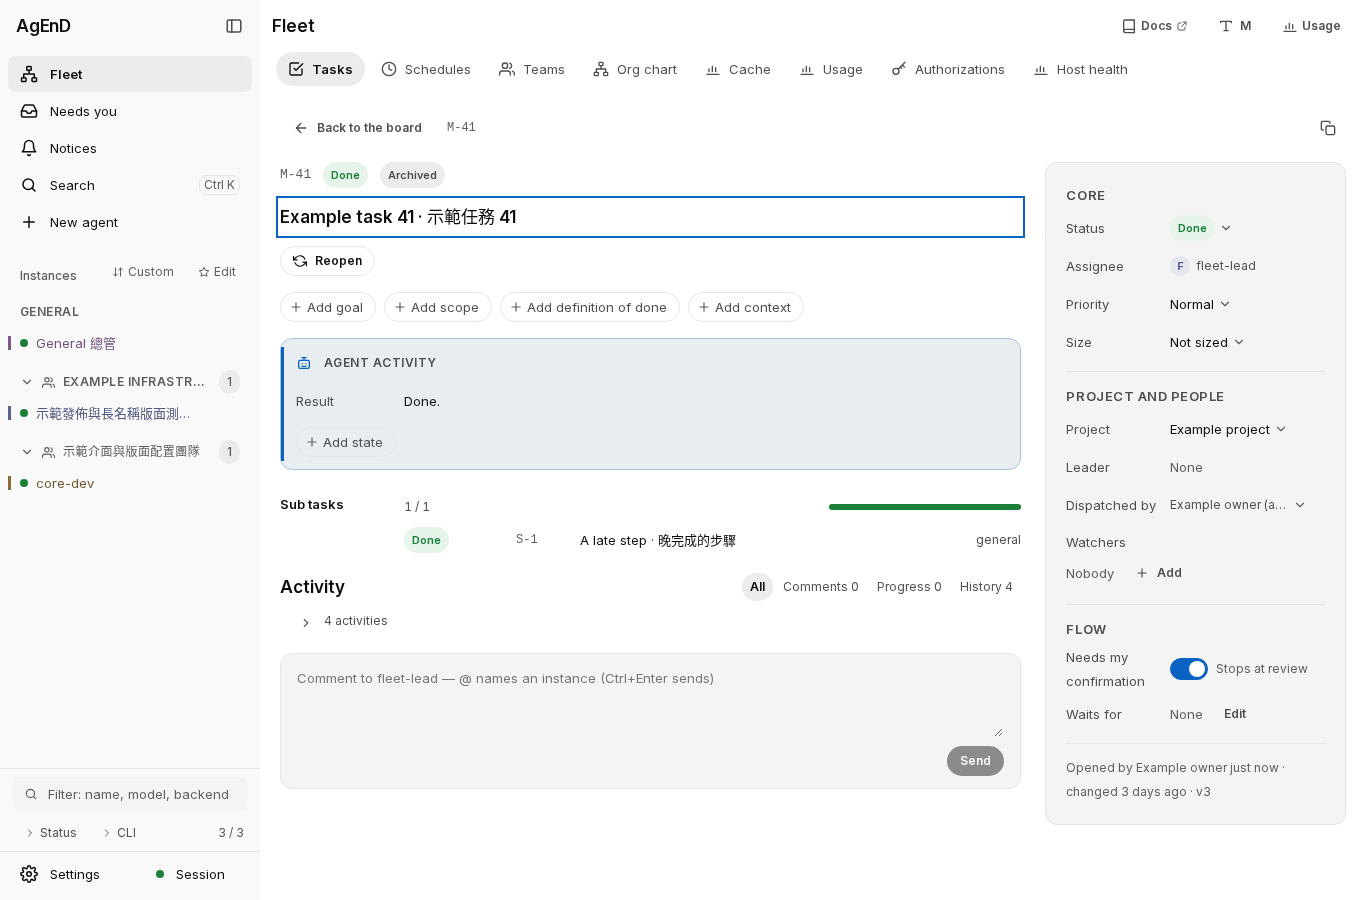 AgEnD
Fleet
Needs you
Notices
Search
Ctrl K
New agent
Instances
Custom
Edit
GENERAL
General 總管
EXAMPLE INFRASTR…
1
示範發佈與長名稱版面測…
示範介面與版面配置團隊
1
core-dev
Filter: name, model, backend
Status
CLI
3 / 3
Settings
Session
Fleet
Docs
M
Usage
Tasks
Schedules
Teams
Org chart
Cache
Usage
Authorizations
Host health
Back to the board
M-41
M-41
Done
Archived
Example task 41 · 示範任務 41
Reopen
Add goal
Add scope
Add definition of done
Add context
AGENT ACTIVITY
Result
Done.
Add state
Sub tasks
1 / 1
Done
S-1
A late step · 晚完成的步驟
general
Activity
All
Comments 0
Progress 0
History 4
4 activities
Comment to fleet-lead — @ names an instance (Ctrl+Enter sends)
Send
CORE
Status
Done
Assignee
F
fleet-lead
Priority
Normal
Size
Not sized
PROJECT AND PEOPLE
Project
Example project
Leader
None
Dispatched by
Example owner (a…
Watchers
Nobody
Add
FLOW
Needs my
confirmation
Stops at review
Waits for
None
Edit
Opened by Example owner just now ·
changed 3 days ago · v3